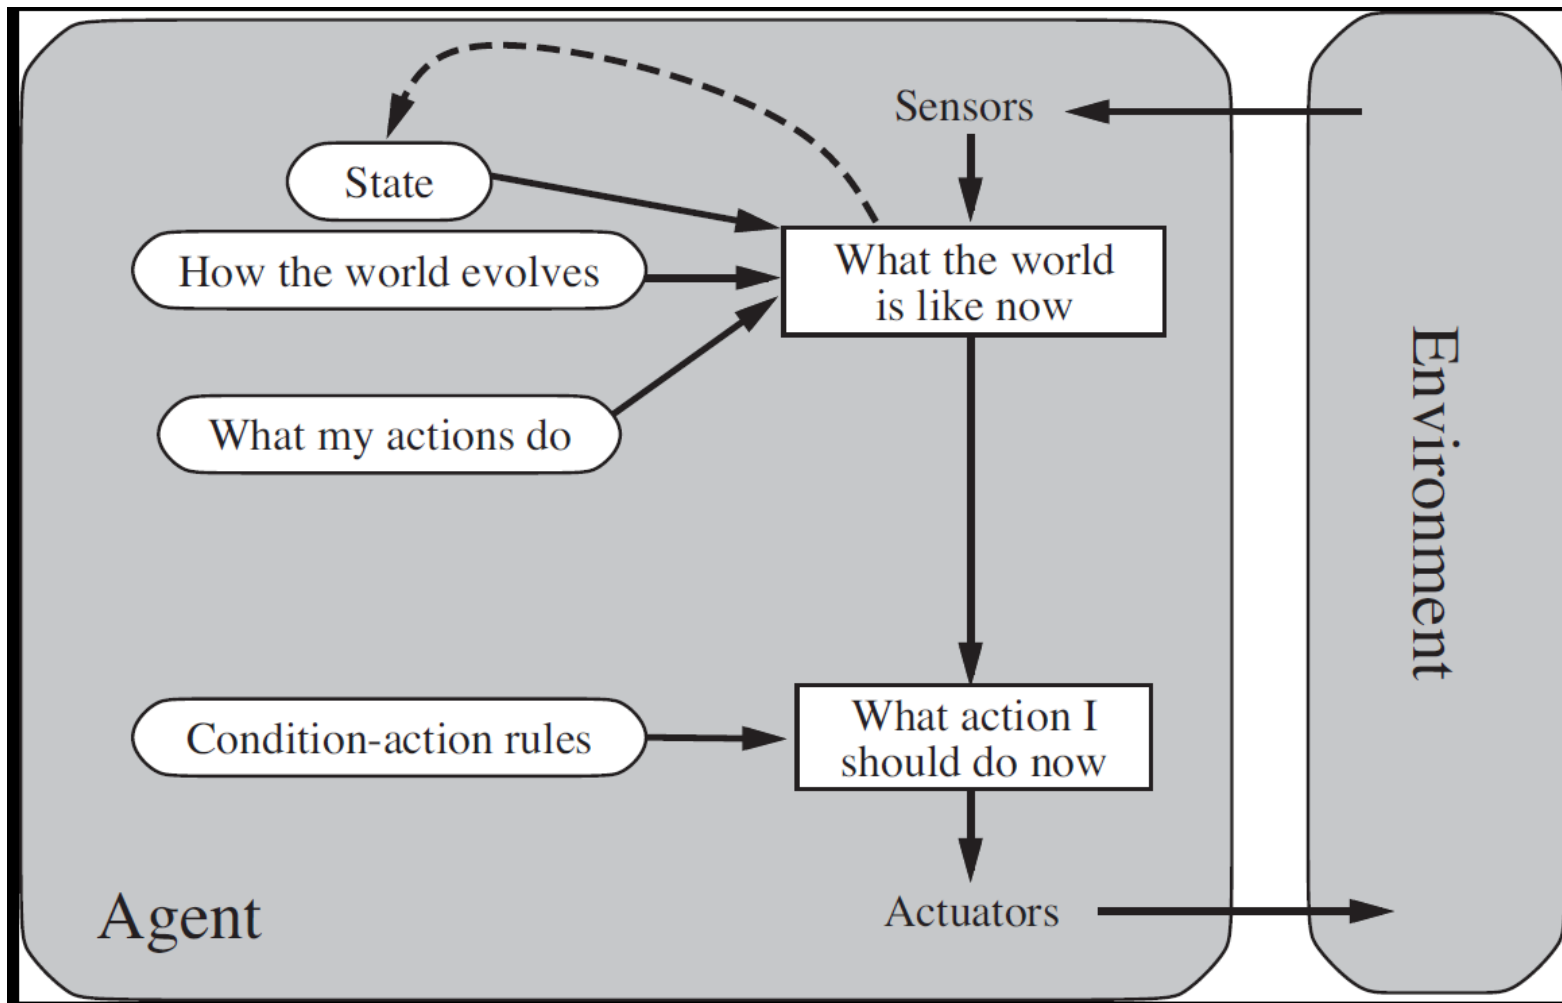 Sensors
State
What the world
is like now
How the world evolves
What my actions do
Environment
Condition-action rules
What action I
should do now
Agent
Actuators